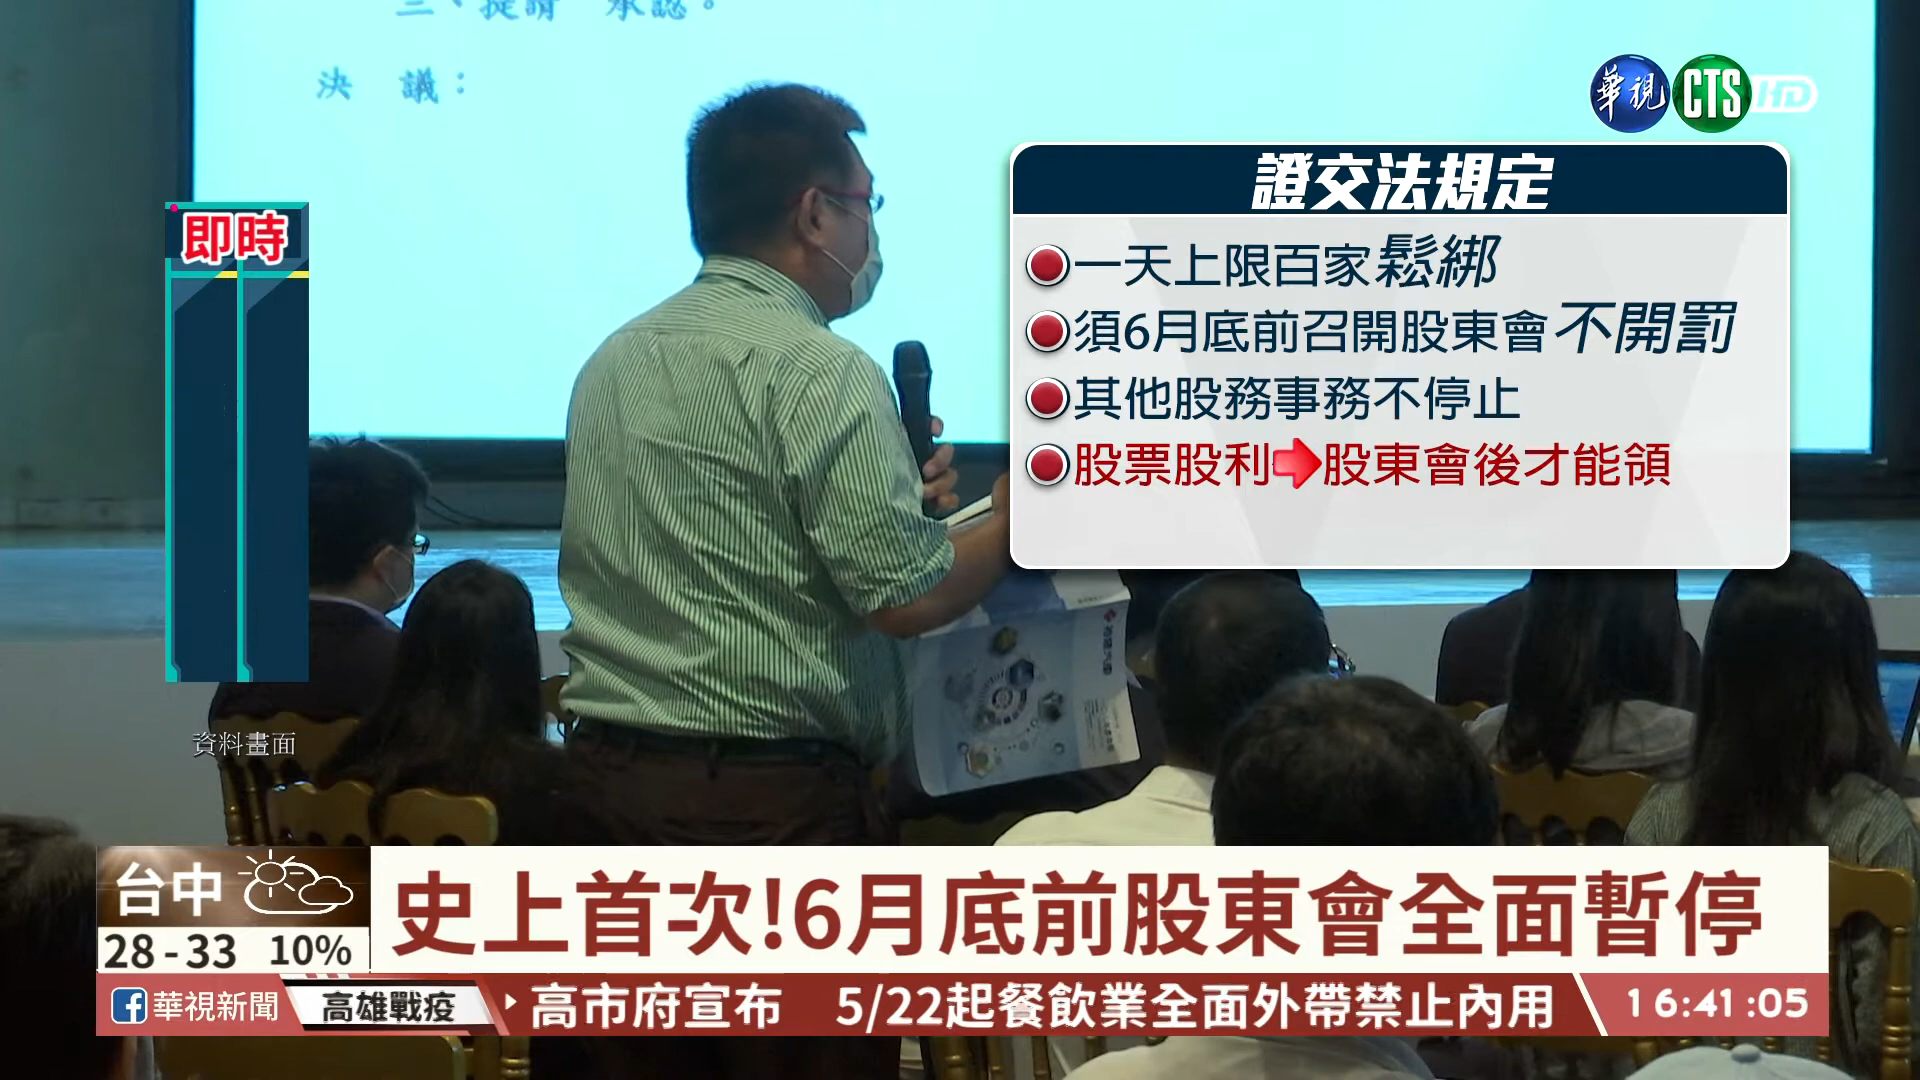 三、提請　承認。
決　議：
華視 CTS HD
證交法規定
即時
一天上限百家鬆綁
須6月底前召開股東會不開罰
其他股務事務不停止
股票股利➡股東會後才能領
資料畫面
台中
史上首次!6月底前股東會全面暫停
28-33 10%
華視新聞 高雄戰疫 高市府宣布　5/22起餐飲業全面外帶禁止內用 16:41:05